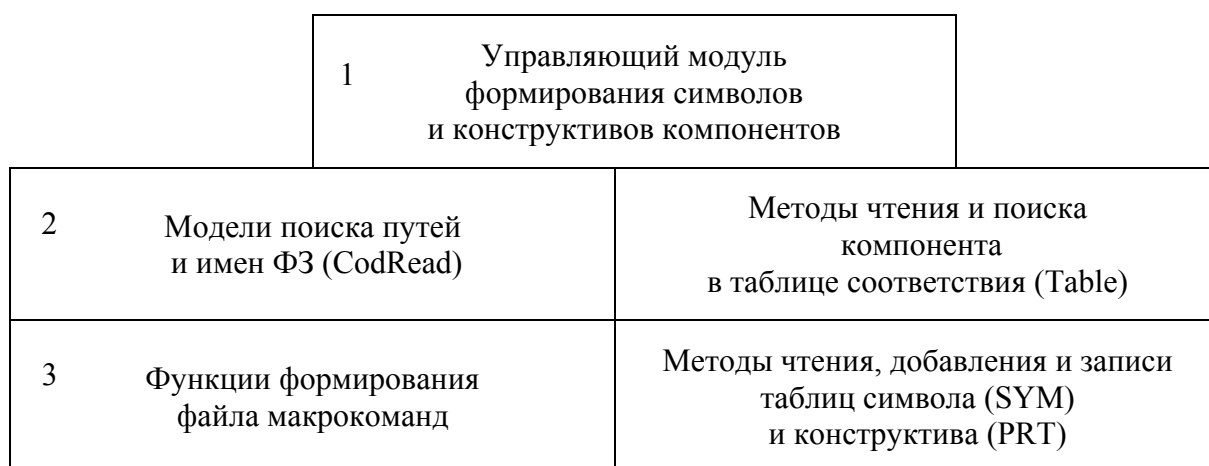 1
Управляющий модуль
формирования символов
и конструктивов компонентов
2
Модели поиска путей
и имен ФЗ (CodRead)
Методы чтения и поиска
компонента
в таблице соответствия (Table)
3
Функции формирования
файла макрокоманд
Методы чтения, добавления и записи
таблиц символа (SYM)
и конструктива (PRT)